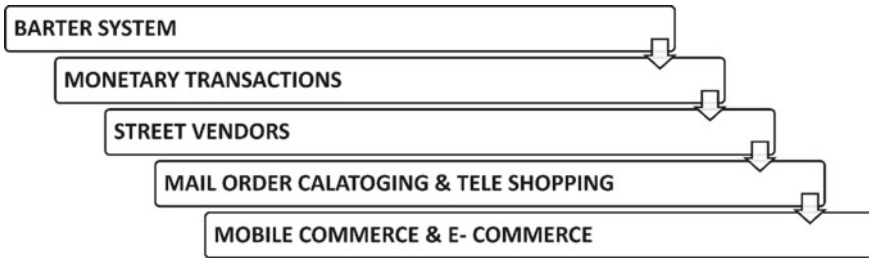 BARTER SYSTEM
MONETARY TRANSACTIONS
STREET VENDORS
MAIL ORDER CALATOGING & TELE SHOPPING
MOBILE COMMERCE & E- COMMERCE